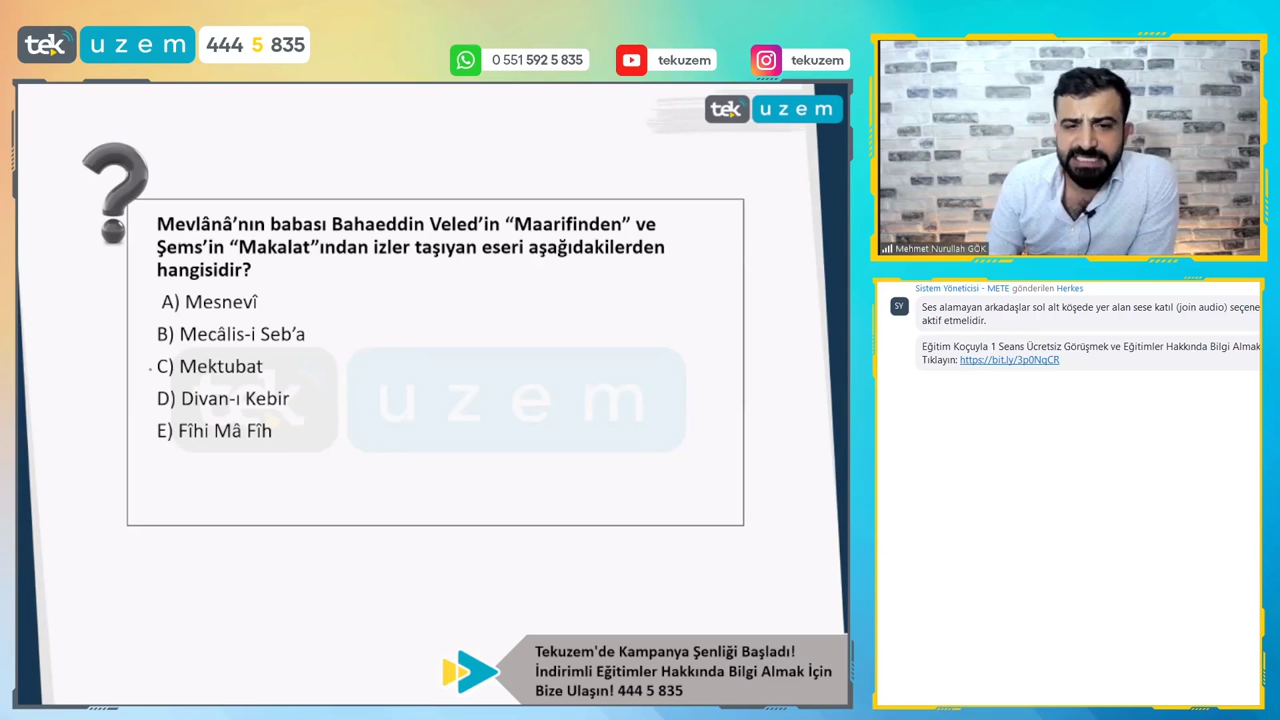 tek uzem 444 5 835
0 551 592 5 835
tekuzem
tekuzem
tek uzem
Mevlânâ’nın babası Bahaeddin Veled’in “Maarifinden” ve
Şems’in “Makalat”ından izler taşıyan eseri aşağıdakilerden
hangisidir?
A) Mesnevî
B) Mecâlis-i Seb’a
C) Mektubat
D) Divan-ı Kebir
E) Fîhi Mâ Fîh
tek uzem
Tekuzem'de Kampanya Şenliği Başladı!
İndirimli Eğitimler Hakkında Bilgi Almak İçin
Bize Ulaşın! 444 5 835
Mehmet Nurullah GÖK
Sistem Yöneticisi - METE gönderilen Herkes
SY
Ses alamayan arkadaşlar sol alt köşede yer alan sese katıl (join audio) seçene
aktif etmelidir.
Eğitim Koçuyla 1 Seans Ücretsiz Görüşmek ve Eğitimler Hakkında Bilgi Almak
Tıklayın: https://bit.ly/3p0NqCR